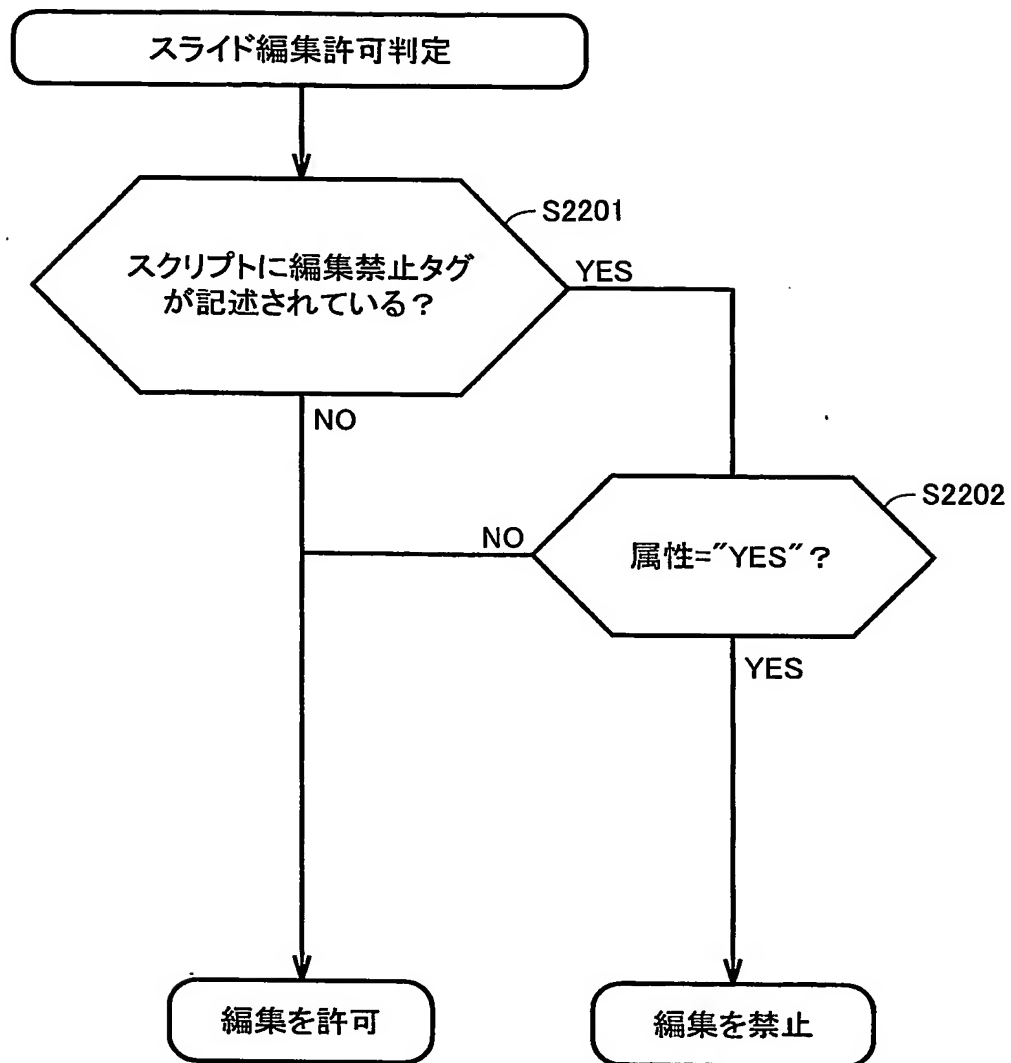 スライド編集許可判定
S2201
スクリプトに編集禁止タグ
が記述されている？
YES
NO
S2202
NO
属性="YES"？
YES
編集を許可
編集を禁止